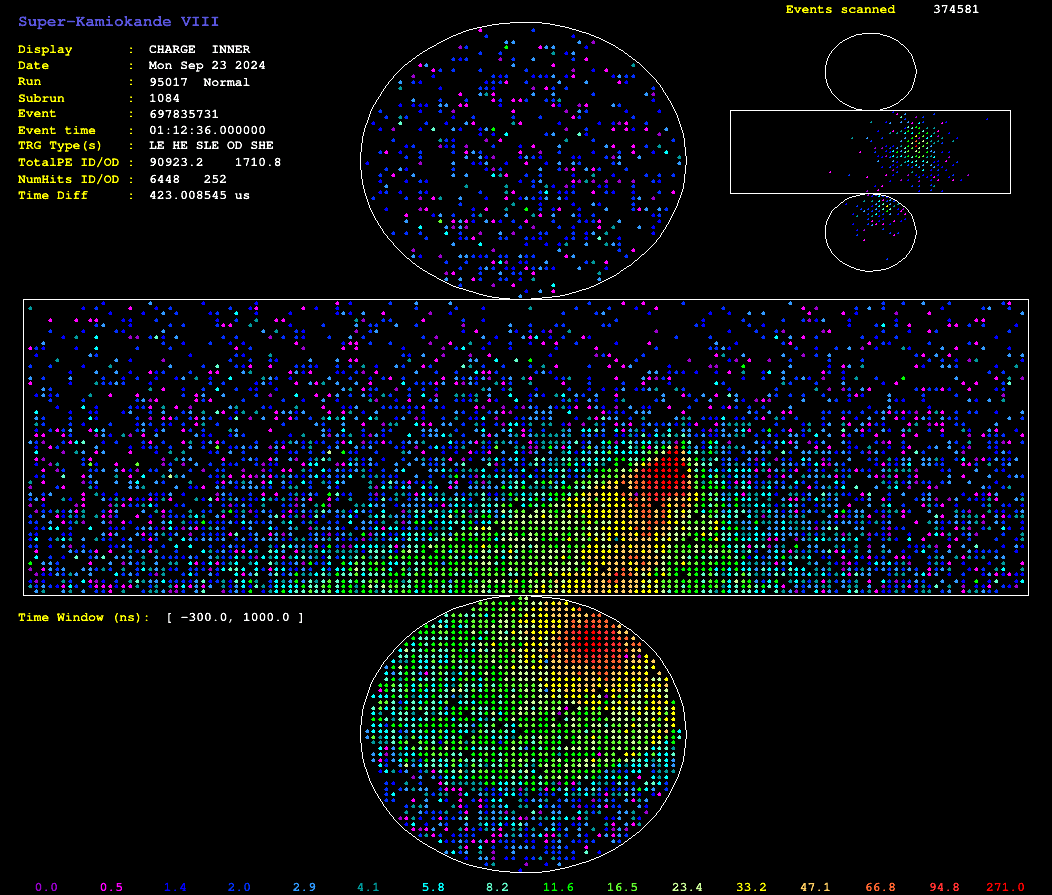 Super-Kamiokande VIII
Events scanned 374581
Display : CHARGE INNER
Date : Mon Sep 23 2024
Run : 95017 Normal
Subrun : 1084
Event : 697835731
Event time : 01:12:36.000000
TRG Type(s) : LE HE SLE OD SHE
TotalPE ID/OD : 90923.2 1710.8
NumHits ID/OD : 6448 252
Time Diff : 423.008545 us
Time Window (ns): [ -300.0, 1000.0 ]
0.0 0.5 1.4 2.0 2.9 4.1 5.8 8.2 11.6 16.5 23.4 33.2 47.1 66.8 94.8 271.0